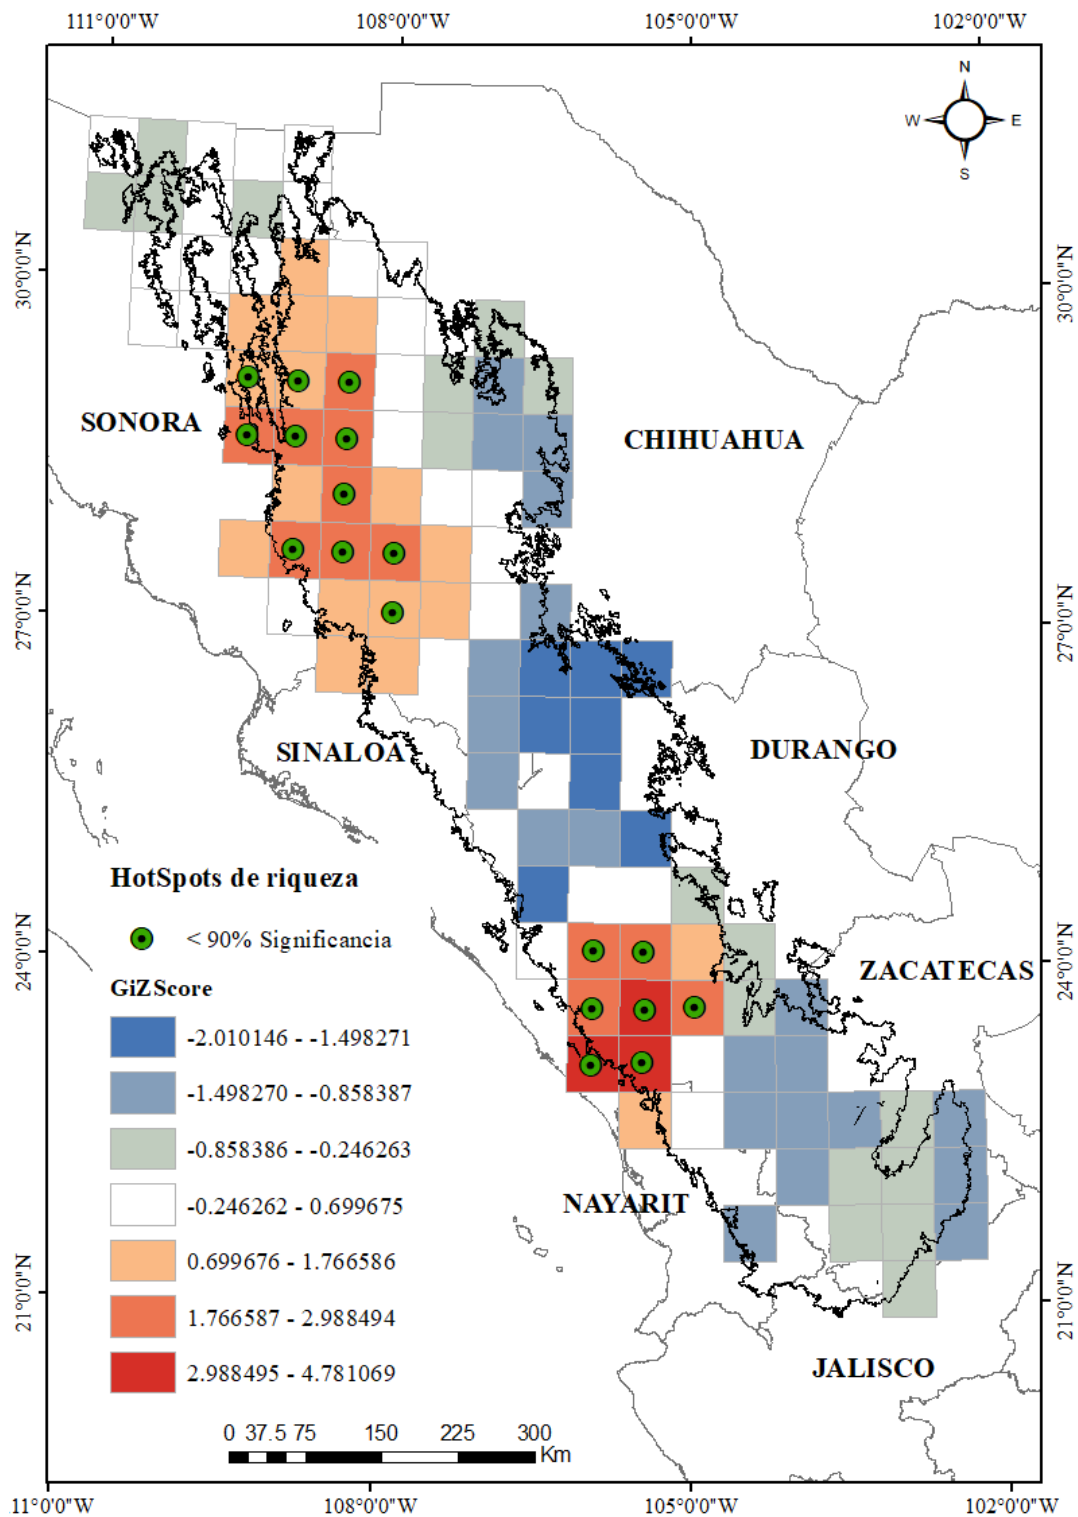 111°0'0"W 108°0'0"W 105°0'0"W 102°0'0"W
N
W E
S
30°0'0"N 30°0'0"N
SONORA
CHIHUAHUA
27°0'0"N 27°0'0"N
SINALOA
DURANGO
HotSpots de riqueza
< 90% Significancia
24°0'0"N 24°0'0"N
ZACATECAS
GiZScore
-2.010146 - -1.498271
-1.498270 - -0.858387
-0.858386 - -0.246263
-0.246262 - 0.699675
NAYARIT
0.699676 - 1.766586
21°0'0"N 21°0'0"N
1.766587 - 2.988494
2.988495 - 4.781069
JALISCO
0 37.5 75 150 225 300
Km
11°0'0"W 108°0'0"W 105°0'0"W 102°0'0"W